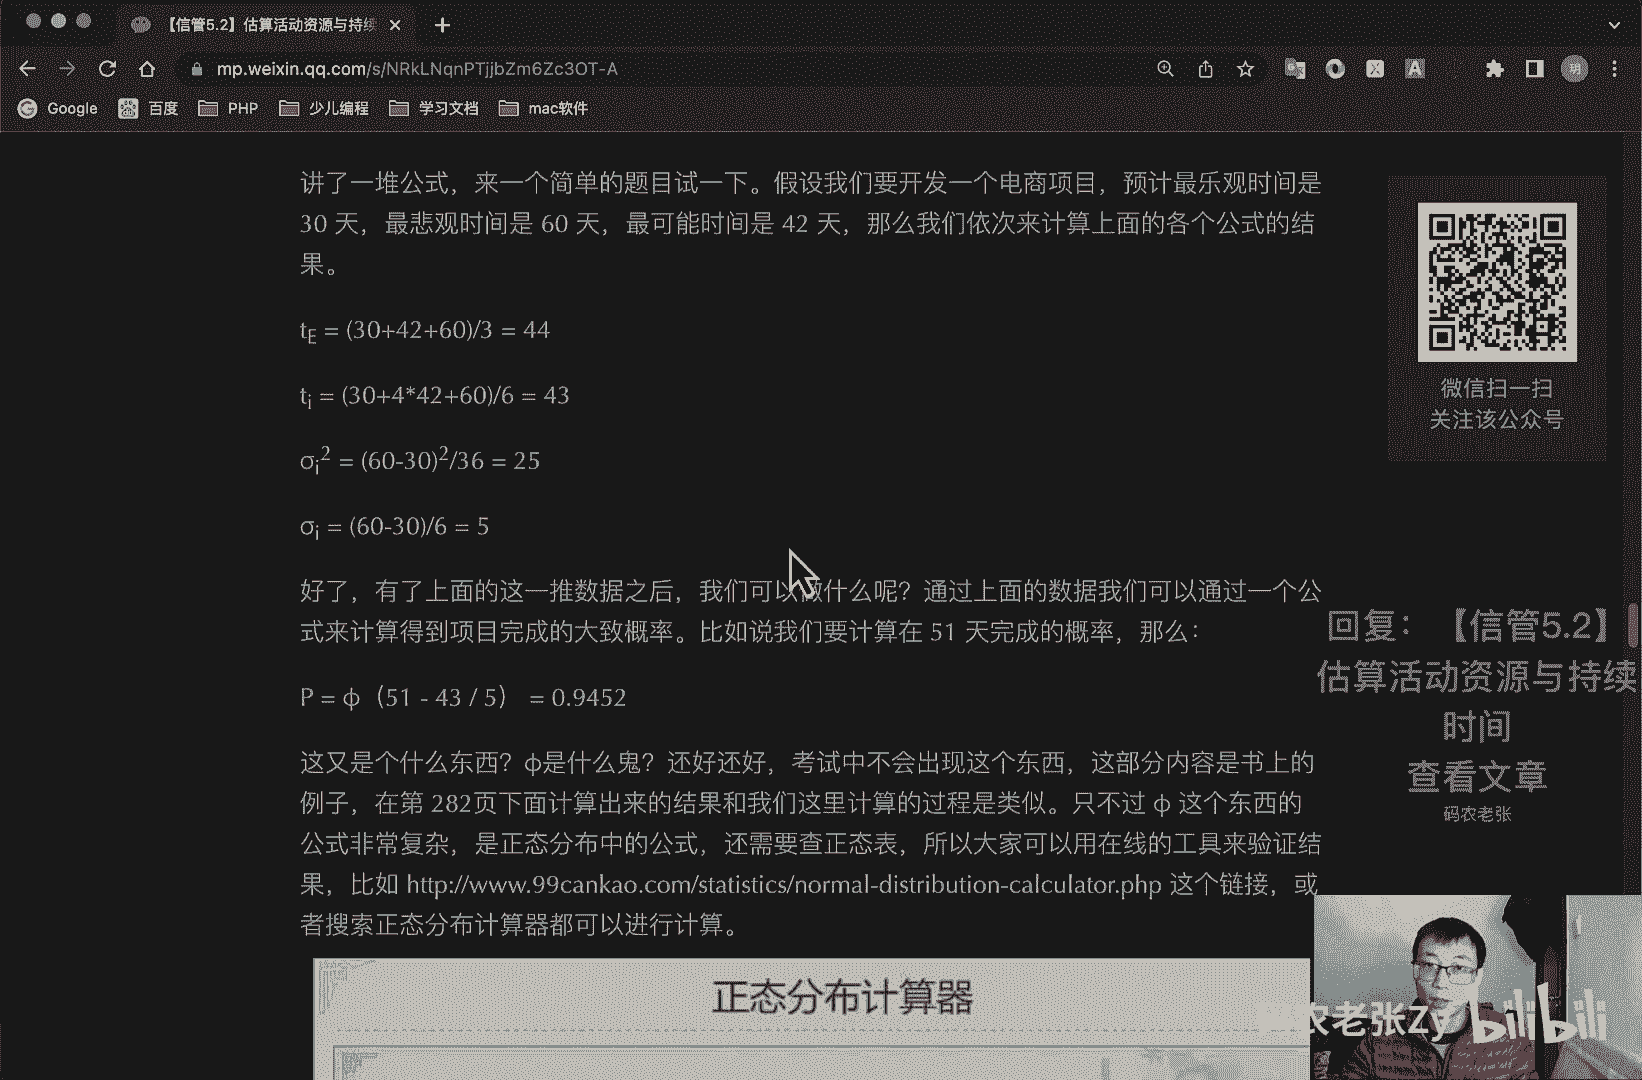 【信管5.2】估算活动资源与持续
mp.weixin.qq.com/s/NRkLNqnPTjjbZm6Zc3OT-A
Google 百度 PHP 少儿编程 学习文档 mac软件
讲了一堆公式，来一个简单的题目试一下。假设我们要开发一个电商项目，预计最乐观时间是
30 天，最悲观时间是 60 天，最可能时间是 42 天，那么我们依次来计算上面的各个公式的结
果。
tE = (30+42+60)/3 = 44
ti = (30+4*42+60)/6 = 43
σi2 = (60-30)2/36 = 25
σi = (60-30)/6 = 5
好了，有了上面的这一推数据之后，我们可以做什么呢？通过上面的数据我们可以通过一个公
式来计算得到项目完成的大致概率。比如说我们要计算在 51 天完成的概率，那么：
P = φ（51 - 43 / 5） = 0.9452
这又是个什么东西？φ是什么鬼？还好还好，考试中不会出现这个东西，这部分内容是书上的
例子，在第 282页下面计算出来的结果和我们这里计算的过程是类似。只不过 φ 这个东西的
公式非常复杂，是正态分布中的公式，还需要查正态表，所以大家可以用在线的工具来验证结
果，比如 http://www.99cankao.com/statistics/normal-distribution-calculator.php 这个链接，或
者搜索正态分布计算器都可以进行计算。
正态分布计算器
微信扫一扫
关注该公众号
回复：【信管5.2】
估算活动资源与持续
时间
查看文章
码农老张
农老张Zy bilibili